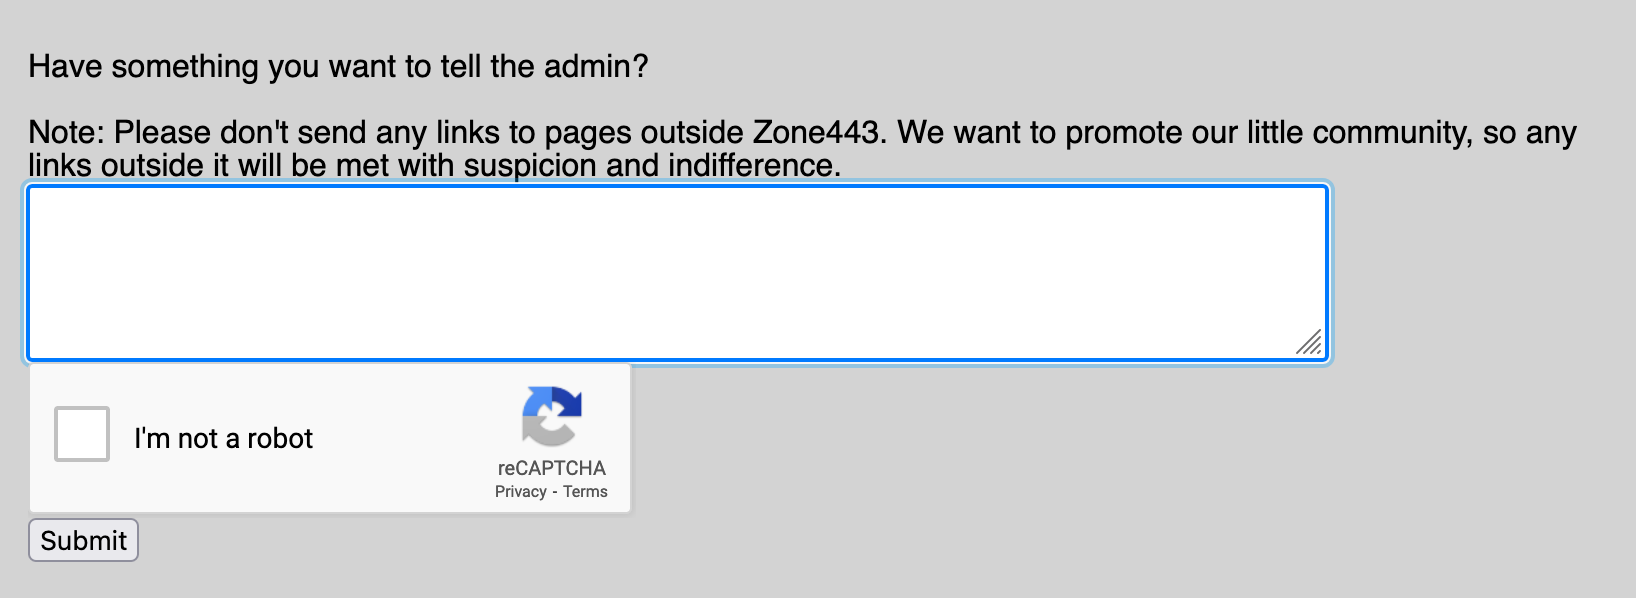 Have something you want to tell the admin?
Note: Please don't send any links to pages outside Zone443. We want to promote our little community, so any
links outside it will be met with suspicion and indifference.
I'm not a robot
reCAPTCHA
Privacy - Terms
Submit